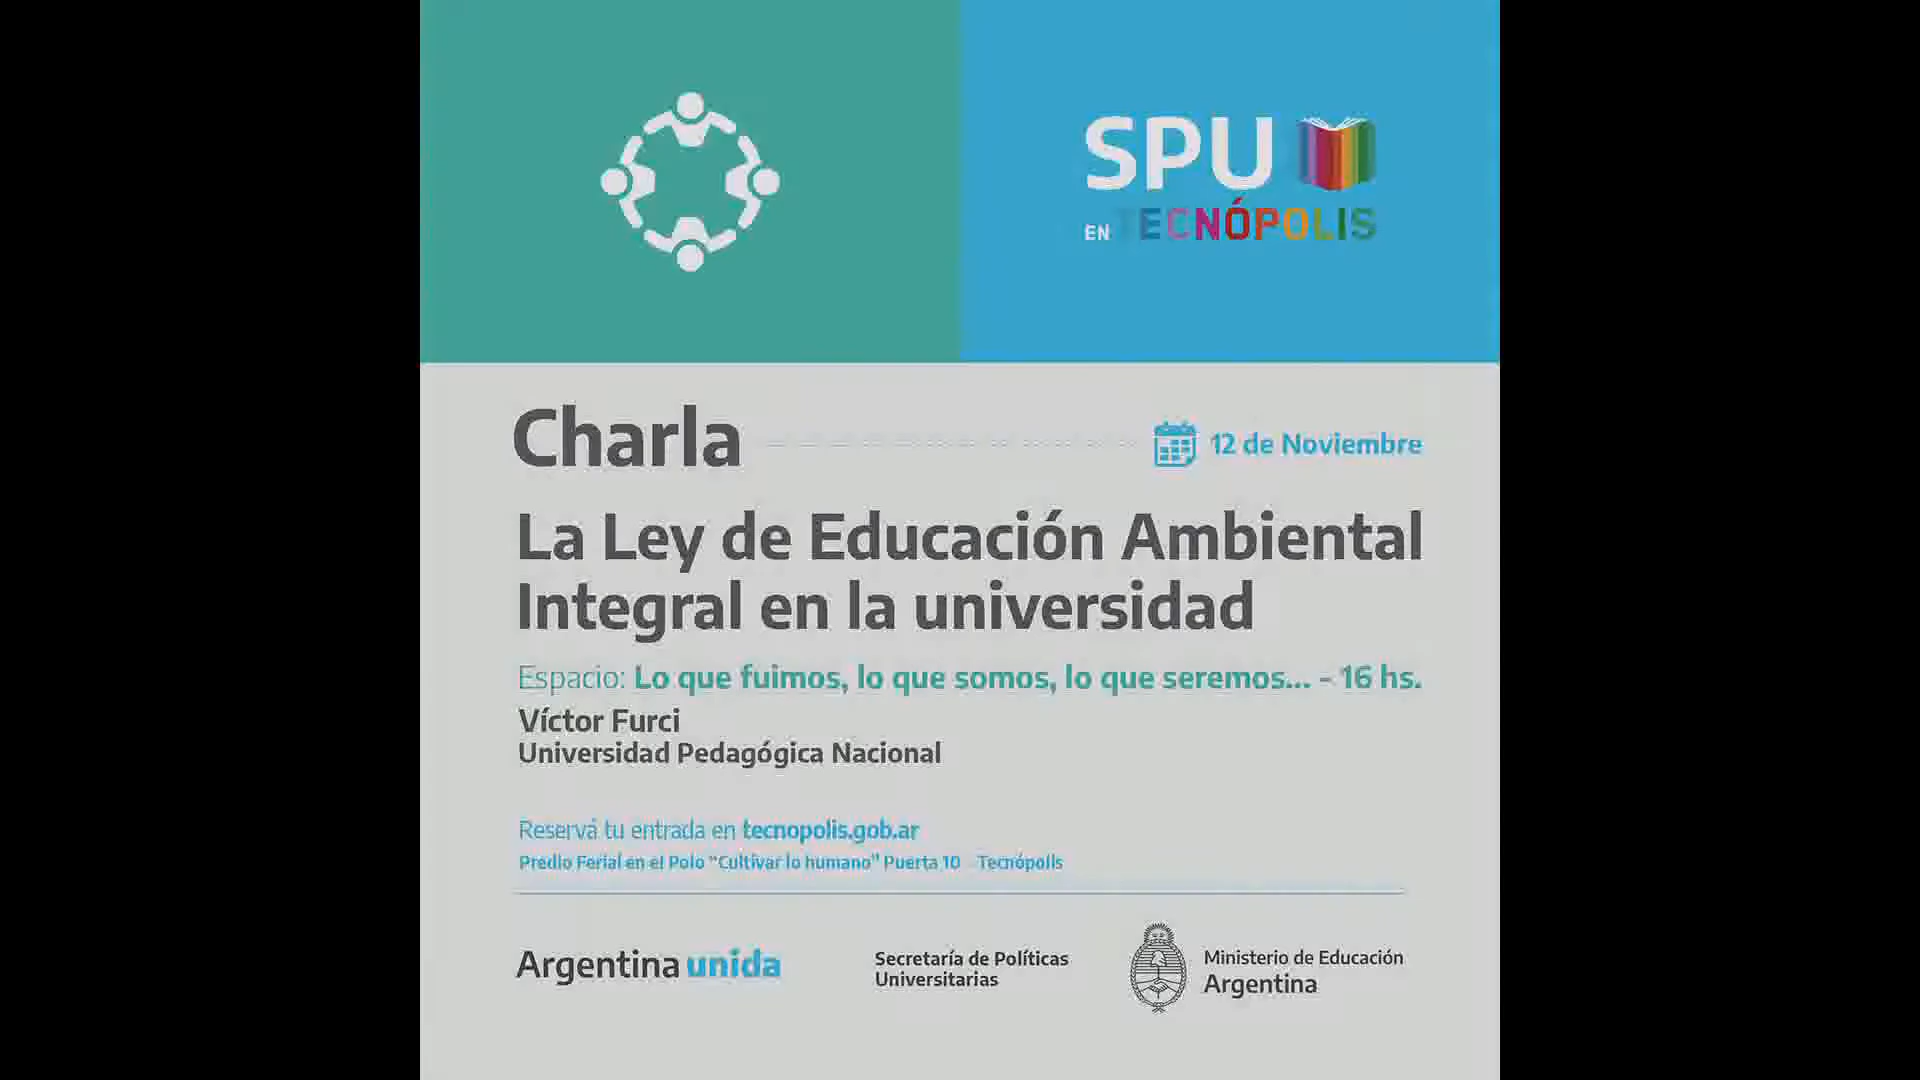 SPU
EN TECNÓPOLIS
Charla
12 de Noviembre
La Ley de Educación Ambiental
Integral en la universidad
Espacio: Lo que fuimos, lo que somos, lo que seremos... - 16 hs.
Víctor Furci
Universidad Pedagógica Nacional
Reservá tu entrada en tecnopolis.gob.ar
Predio Ferial en el Polo “Cultivar lo humano” Puerta 10 - Tecnópolis
Argentina unida
Secretaría de Políticas
Universitarias
Ministerio de Educación
Argentina